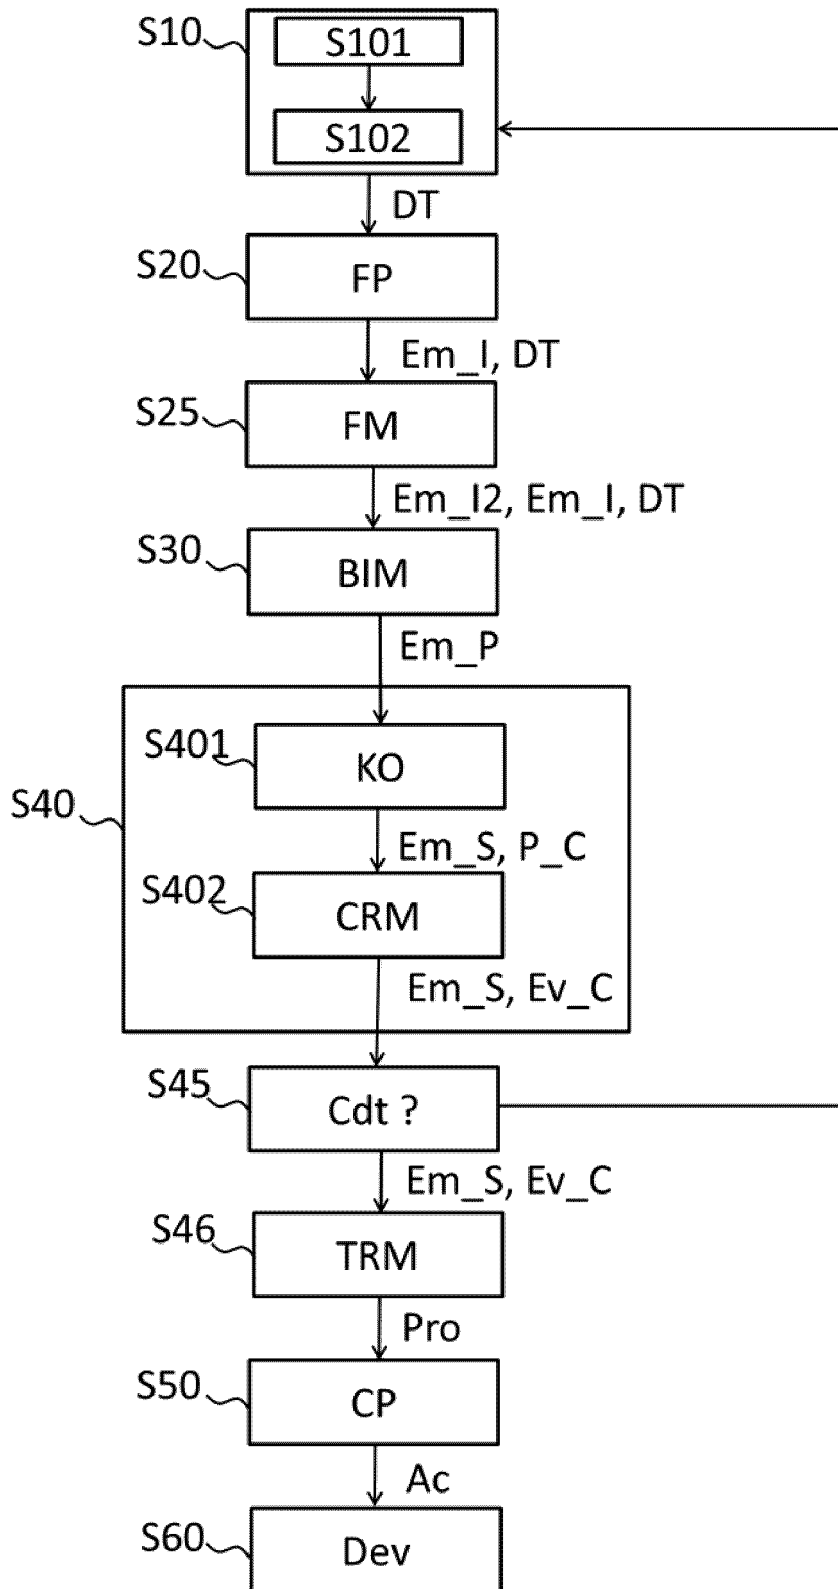 S10
S101
S102
DT
S20
FP
Em_I, DT
S25
FM
Em_I2, Em_I, DT
S30
BIM
Em_P
S401
KO
S40
Em_S, P_C
S402
CRM
Em_S, Ev_C
S45
Cdt ?
Em_S, Ev_C
S46
TRM
Pro
S50
CP
Ac
S60
Dev